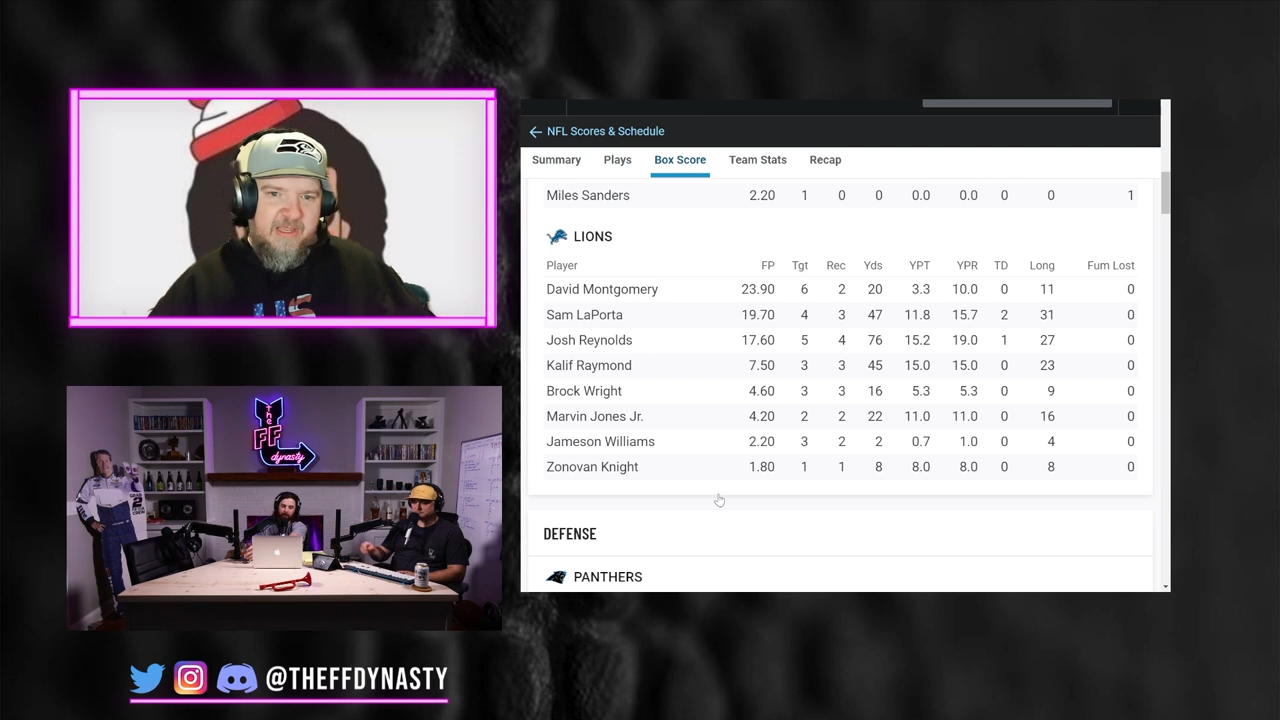 NFL Scores & Schedule
Summary Plays Box Score Team Stats Recap
Miles Sanders 2.20 1 0 0 0.0 0.0 0 0 1
LIONS
Player FP Tgt Rec Yds YPT YPR TD Long Fum Lost
David Montgomery 23.90 6 2 20 3.3 10.0 0 11 0
Sam LaPorta 19.70 4 3 47 11.8 15.7 2 31 0
Josh Reynolds 17.60 5 4 76 15.2 19.0 1 27 0
Kalif Raymond 7.50 3 3 45 15.0 15.0 0 23 0
Brock Wright 4.60 3 3 16 5.3 5.3 0 9 0
Marvin Jones Jr. 4.20 2 2 22 11.0 11.0 0 16 0
Jameson Williams 2.20 3 2 2 0.7 1.0 0 4 0
Zonovan Knight 1.80 1 1 8 8.0 8.0 0 8 0
DEFENSE
PANTHERS
The
FF
dynasty
@THEFFDYNASTY